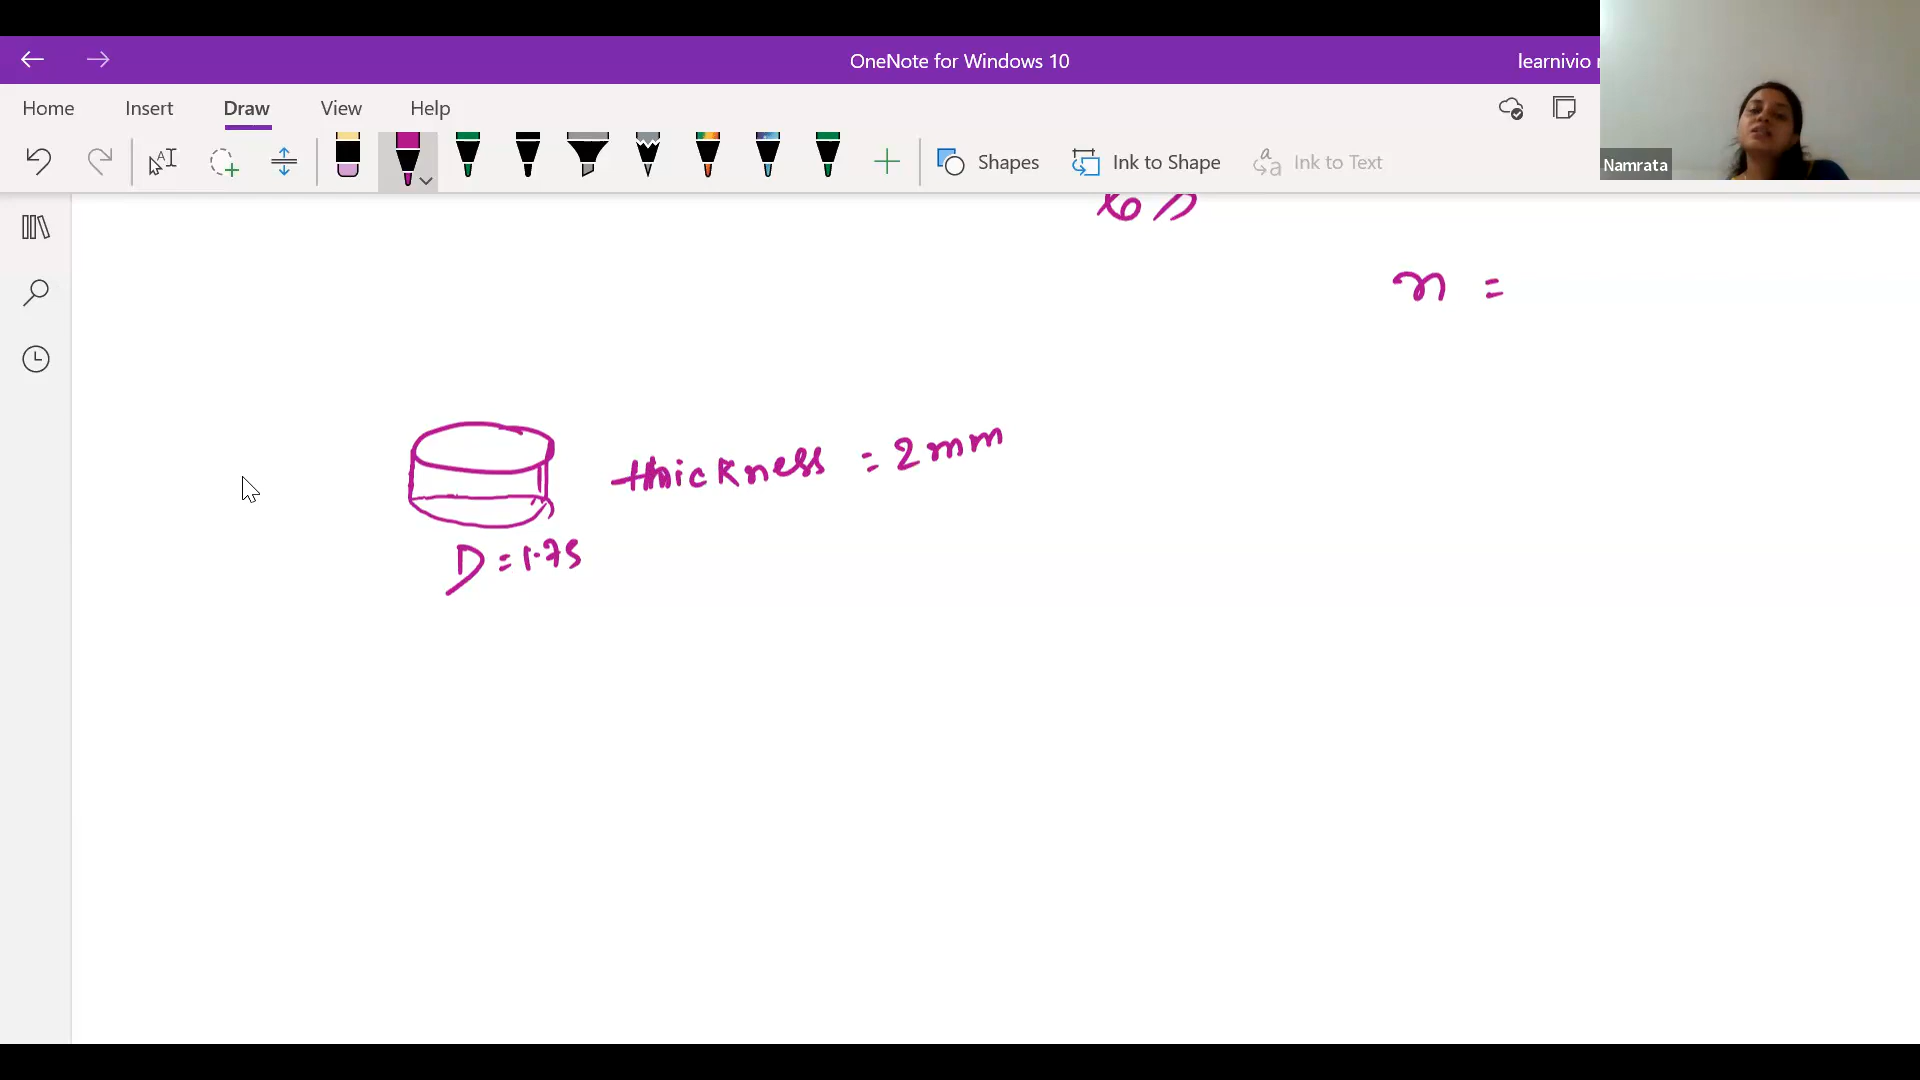 OneNote for Windows 10
learnivio
Home Insert Draw View Help
Shapes Ink to Shape Ink to Text
Namrata
n =
thickness = 2mm
D = 1.75